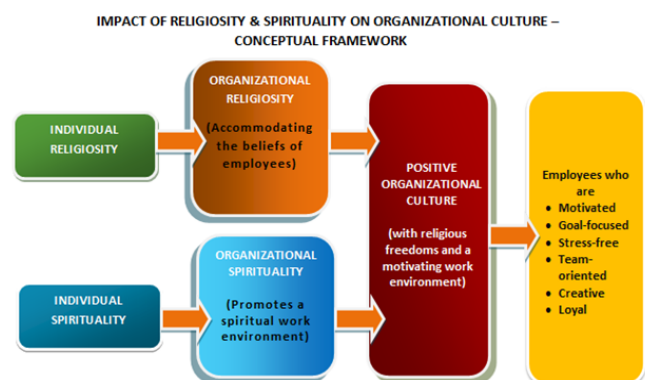 IMPACT OF RELIGIOSITY & SPIRITUALITY ON ORGANIZATIONAL CULTURE –
CONCEPTUAL FRAMEWORK
INDIVIDUAL
RELIGIOSITY
ORGANIZATIONAL
RELIGIOSITY
(Accommodating
the beliefs of
employees)
INDIVIDUAL
SPIRITUALITY
ORGANIZATIONAL
SPIRITUALITY
(Promotes a
spiritual work
environment)
POSITIVE
ORGANIZATIONAL
CULTURE
(with religious
freedoms and a
motivating work
environment)
Employees who
are
• Motivated
• Goal-focused
• Stress-free
• Team-
oriented
• Creative
• Loyal